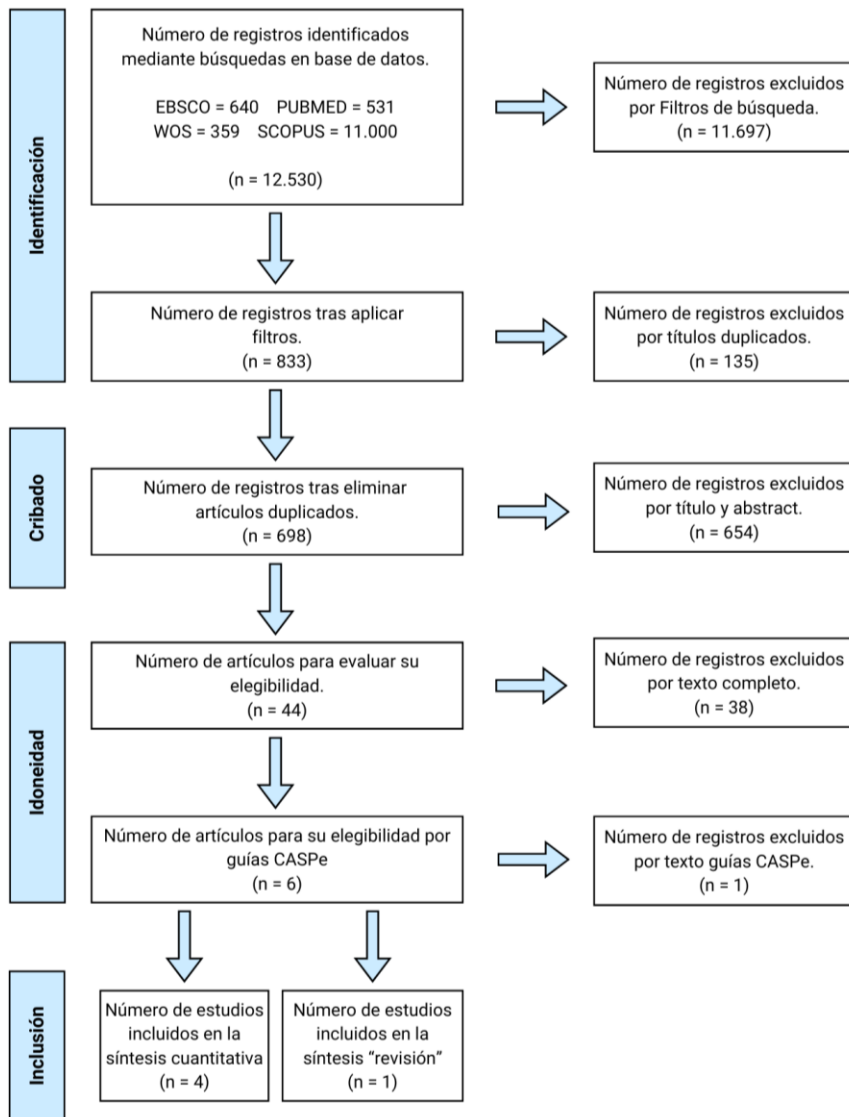 Identificación
Número de registros identificados
mediante búsquedas en base de datos.
EBSCO = 640 PUBMED = 531
WOS = 359 SCOPUS = 11.000
(n = 12.530)
Número de registros excluidos
por Filtros de búsqueda.
(n = 11.697)
Número de registros tras aplicar
filtros.
(n = 833)
Número de registros excluidos
por títulos duplicados.
(n = 135)
Cribado
Número de registros tras eliminar
artículos duplicados.
(n = 698)
Número de registros excluidos
por título y abstract.
(n = 654)
Idoneidad
Número de artículos para evaluar su
elegibilidad.
(n = 44)
Número de registros excluidos
por texto completo.
(n = 38)
Número de artículos para su elegibilidad por
guías CASPe
(n = 6)
Número de registros excluidos
por texto guías CASPe.
(n = 1)
Inclusión
Número de estudios
incluidos en la
síntesis cuantitativa
(n = 4)
Número de estudios
incluidos en la
síntesis “revisión”
(n = 1)